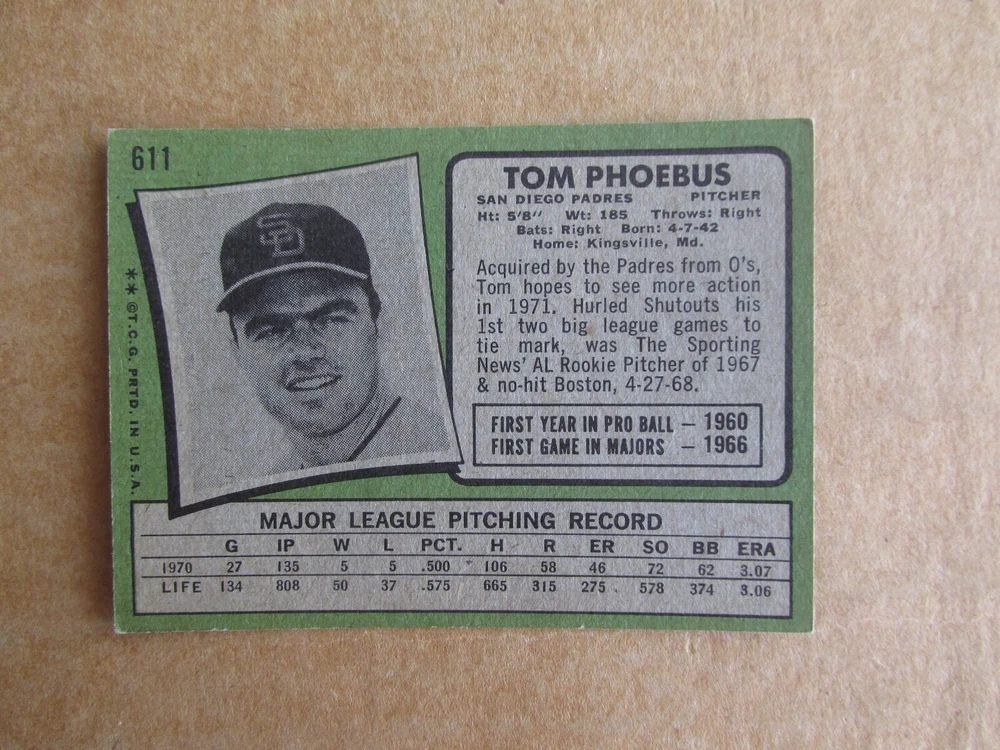 611
SD
** ©T.C.G. PRTD. IN U.S.A.
TOM PHOEBUS
SAN DIEGO PADRES PITCHER
Ht: 5'8" Wt: 185 Throws: Right
Bats: Right Born: 4-7-42
Home: Kingsville, Md.
Acquired by the Padres from O's,
Tom hopes to see more action
in 1971. Hurled Shutouts his
1st two big league games to
tie mark, was The Sporting
News' AL Rookie Pitcher of 1967
& no-hit Boston, 4-27-68.
FIRST YEAR IN PRO BALL — 1960
FIRST GAME IN MAJORS — 1966
MAJOR LEAGUE PITCHING RECORD
G IP W L PCT. H R ER SO BB ERA
1970 27 135 5 5 .500 106 58 46 72 62 3.07
LIFE 134 808 50 37 .575 665 315 275 578 374 3.06